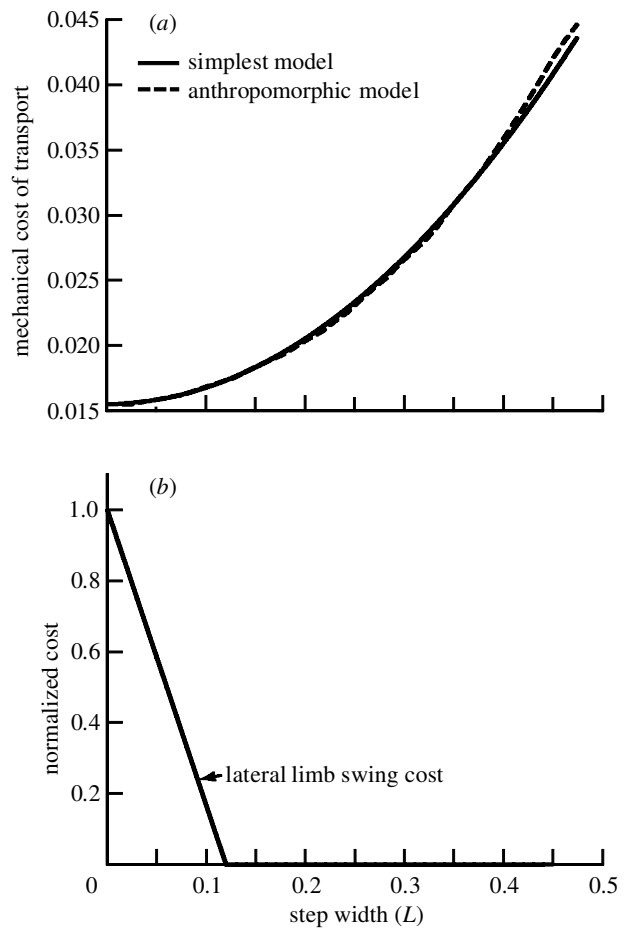 (a)
simplest model
anthropomorphic model
mechanical cost of transport
0.045
0.040
0.035
0.030
0.025
0.020
0.015
(b)
normalized cost
1.0
0.8
0.6
0.4
0.2
lateral limb swing cost
0 0.1 0.2 0.3 0.4 0.5
step width (L)